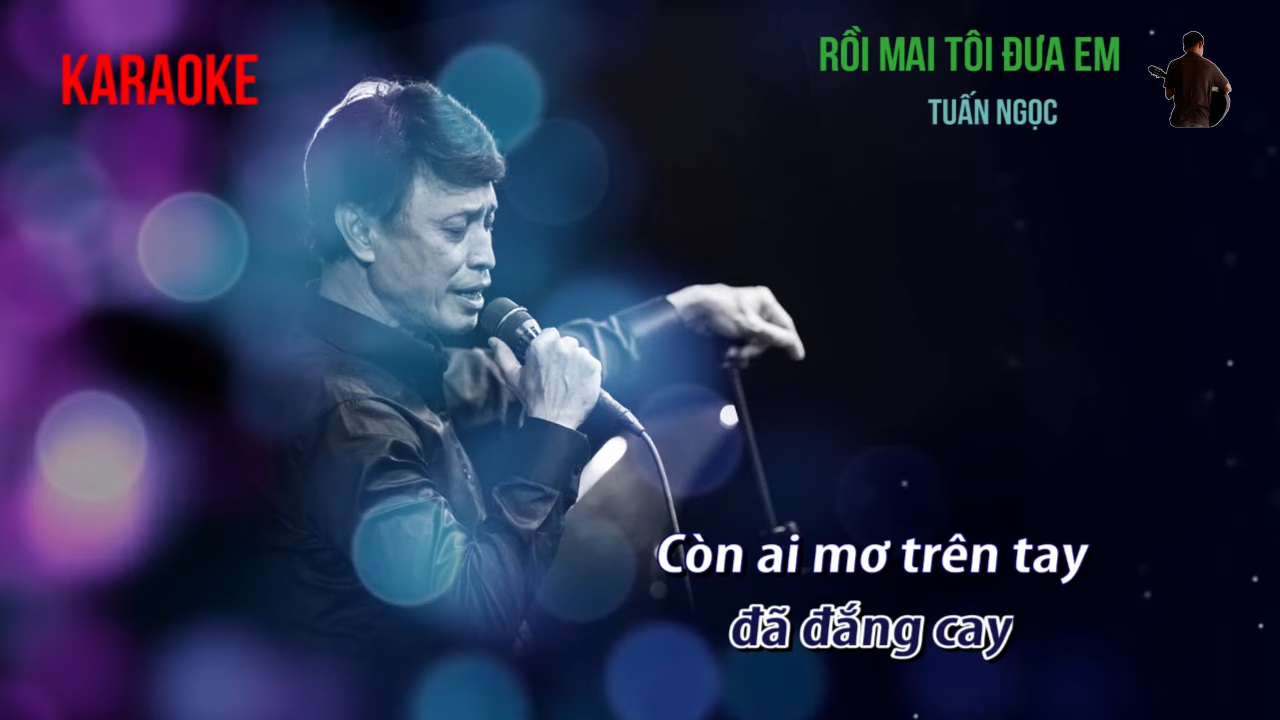 KARAOKE
RỒI MAI TÔI ĐƯA EM
TUẤN NGỌC
Còn ai mơ trên tay
đã đắng cay